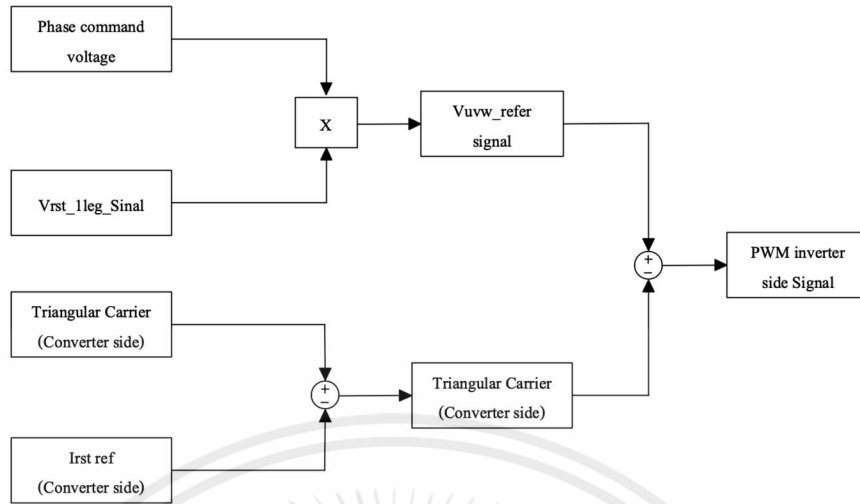 Phase command
voltage
X
Vuvw_refer
signal
Vrst_1leg_Sinal
+
−
PWM inverter
side Signal
Triangular Carrier
(Converter side)
+
−
Triangular Carrier
(Converter side)
Irst ref
(Converter side)